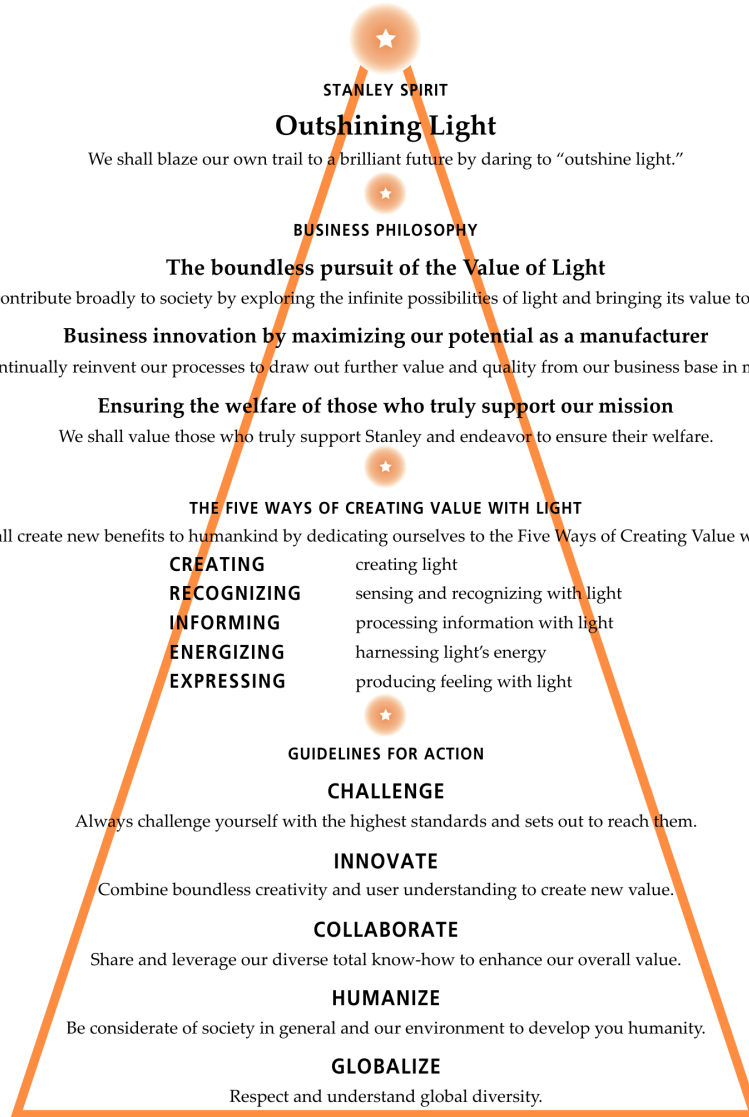 STANLEY SPIRIT
Outshining Light
We shall blaze our own trail to a brilliant future by daring to “outshine light.”
BUSINESS PHILOSOPHY
The boundless pursuit of the Value of Light
ontribute broadly to society by exploring the infinite possibilities of light and bringing its value to
Business innovation by maximizing our potential as a manufacturer
ntinually reinvent our processes to draw out further value and quality from our business base in
Ensuring the welfare of those who truly support our mission
We shall value those who truly support Stanley and endeavor to ensure their welfare.
THE FIVE WAYS OF CREATING VALUE WITH LIGHT
all create new benefits to humankind by dedicating ourselves to the Five Ways of Creating Value
CREATING creating light
RECOGNIZING sensing and recognizing with light
INFORMING processing information with light
ENERGIZING harnessing light’s energy
EXPRESSING producing feeling with light
GUIDELINES FOR ACTION
CHALLENGE
Always challenge yourself with the highest standards and sets out to reach them.
INNOVATE
Combine boundless creativity and user understanding to create new value.
COLLABORATE
Share and leverage our diverse total know-how to enhance our overall value.
HUMANIZE
Be considerate of society in general and our environment to develop you humanity.
GLOBALIZE
Respect and understand global diversity.